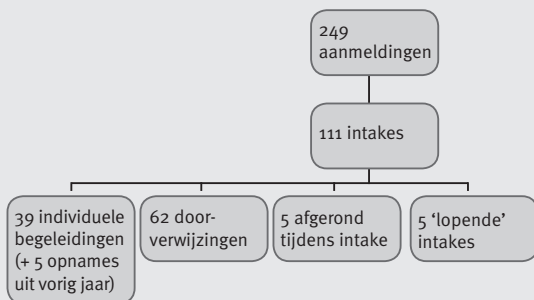 249
aanmeldingen
111 intakes
39 individuele
begeleidingen
(+ 5 opnames
uit vorig jaar)
62 door-
verwijzingen
5 afgerond
tijdens intake
5 ‘lopende’
intakes